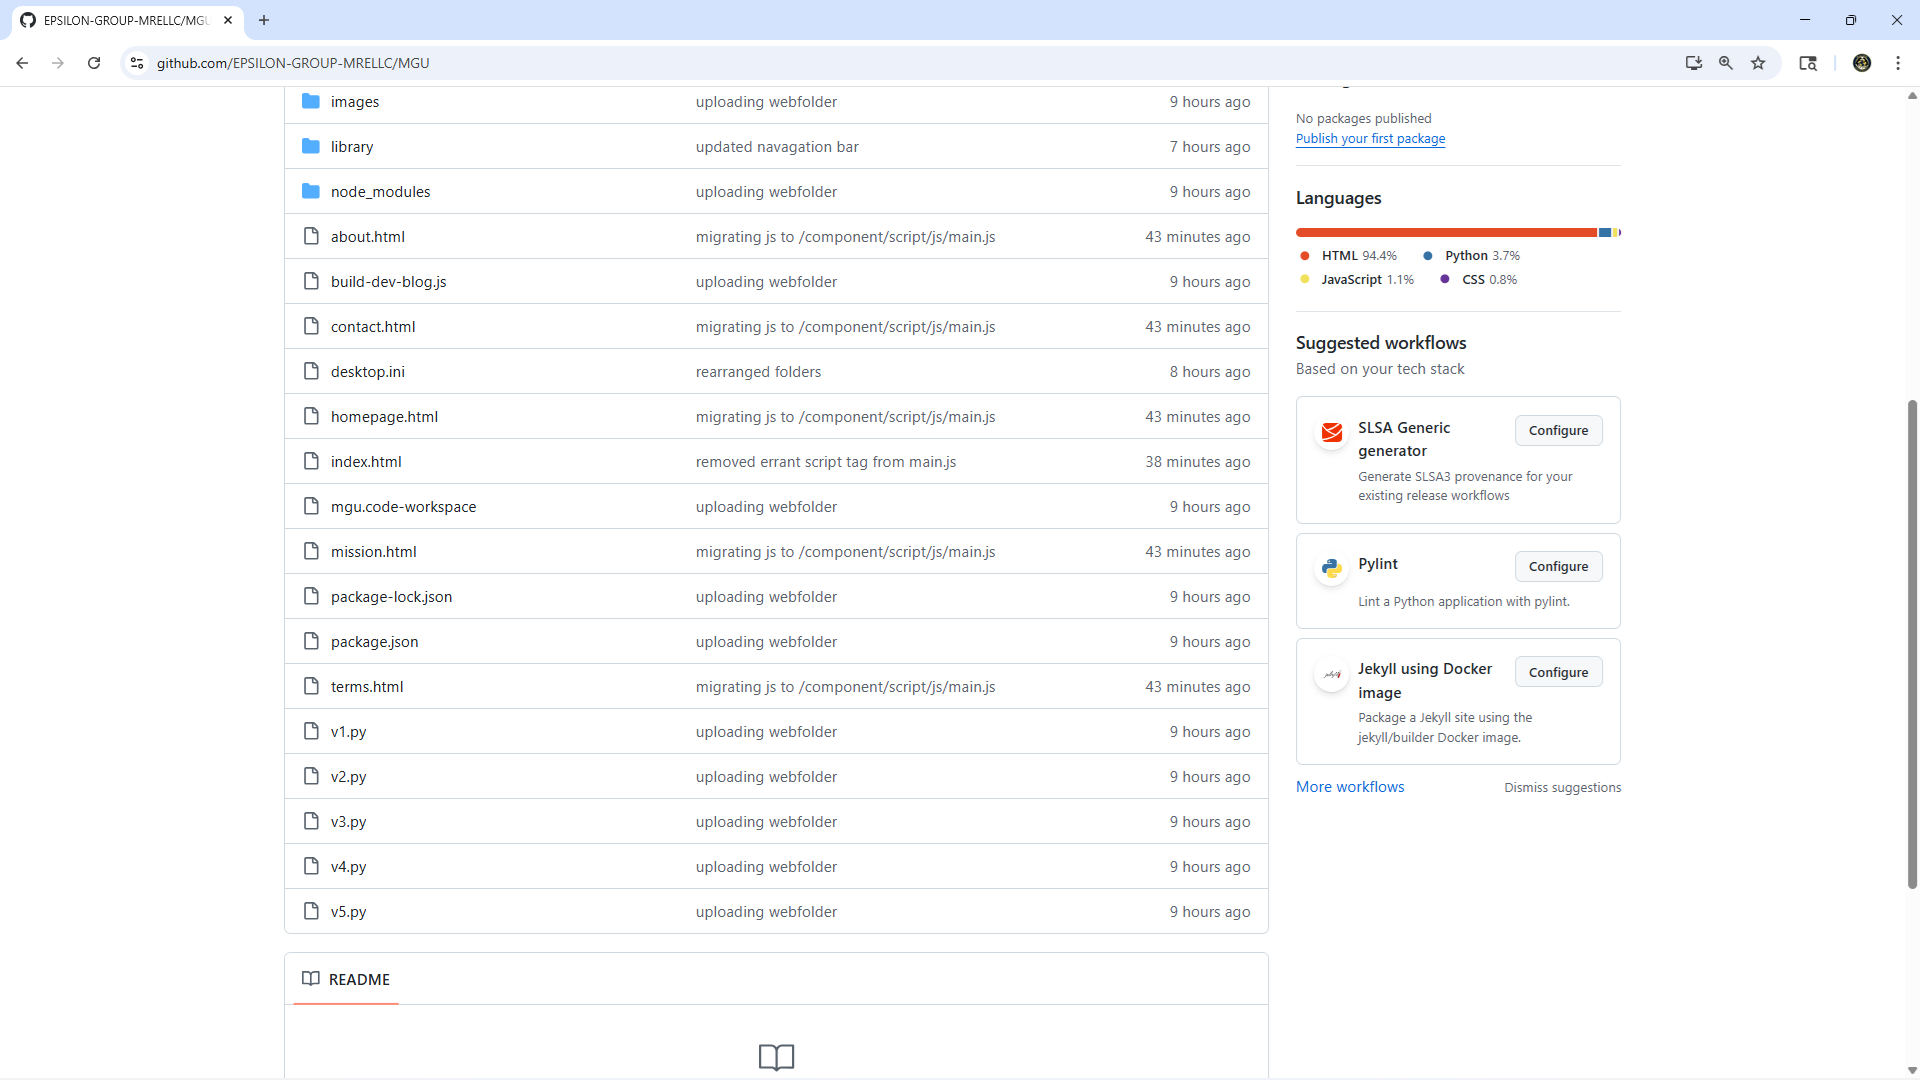 EPSILON-GROUP-MRELLC/MGU
github.com/EPSILON-GROUP-MRELLC/MGU
images uploading webfolder 9 hours ago
library updated navagation bar 7 hours ago
node_modules uploading webfolder 9 hours ago
about.html migrating js to /component/script/js/main.js 43 minutes ago
build-dev-blog.js uploading webfolder 9 hours ago
contact.html migrating js to /component/script/js/main.js 43 minutes ago
desktop.ini rearranged folders 8 hours ago
homepage.html migrating js to /component/script/js/main.js 43 minutes ago
index.html removed errant script tag from main.js 38 minutes ago
mgu.code-workspace uploading webfolder 9 hours ago
mission.html migrating js to /component/script/js/main.js 43 minutes ago
package-lock.json uploading webfolder 9 hours ago
package.json uploading webfolder 9 hours ago
terms.html migrating js to /component/script/js/main.js 43 minutes ago
v1.py uploading webfolder 9 hours ago
v2.py uploading webfolder 9 hours ago
v3.py uploading webfolder 9 hours ago
v4.py uploading webfolder 9 hours ago
v5.py uploading webfolder 9 hours ago
README
No packages published
Publish your first package
Languages
HTML 94.4% Python 3.7%
JavaScript 1.1% CSS 0.8%
Suggested workflows
Based on your tech stack
SLSA Generic
generator
Configure
Generate SLSA3 provenance for your
existing release workflows
Pylint
Configure
Lint a Python application with pylint.
Jekyll using Docker
image
Configure
Package a Jekyll site using the
jekyll/builder Docker image.
More workflows Dismiss suggestions